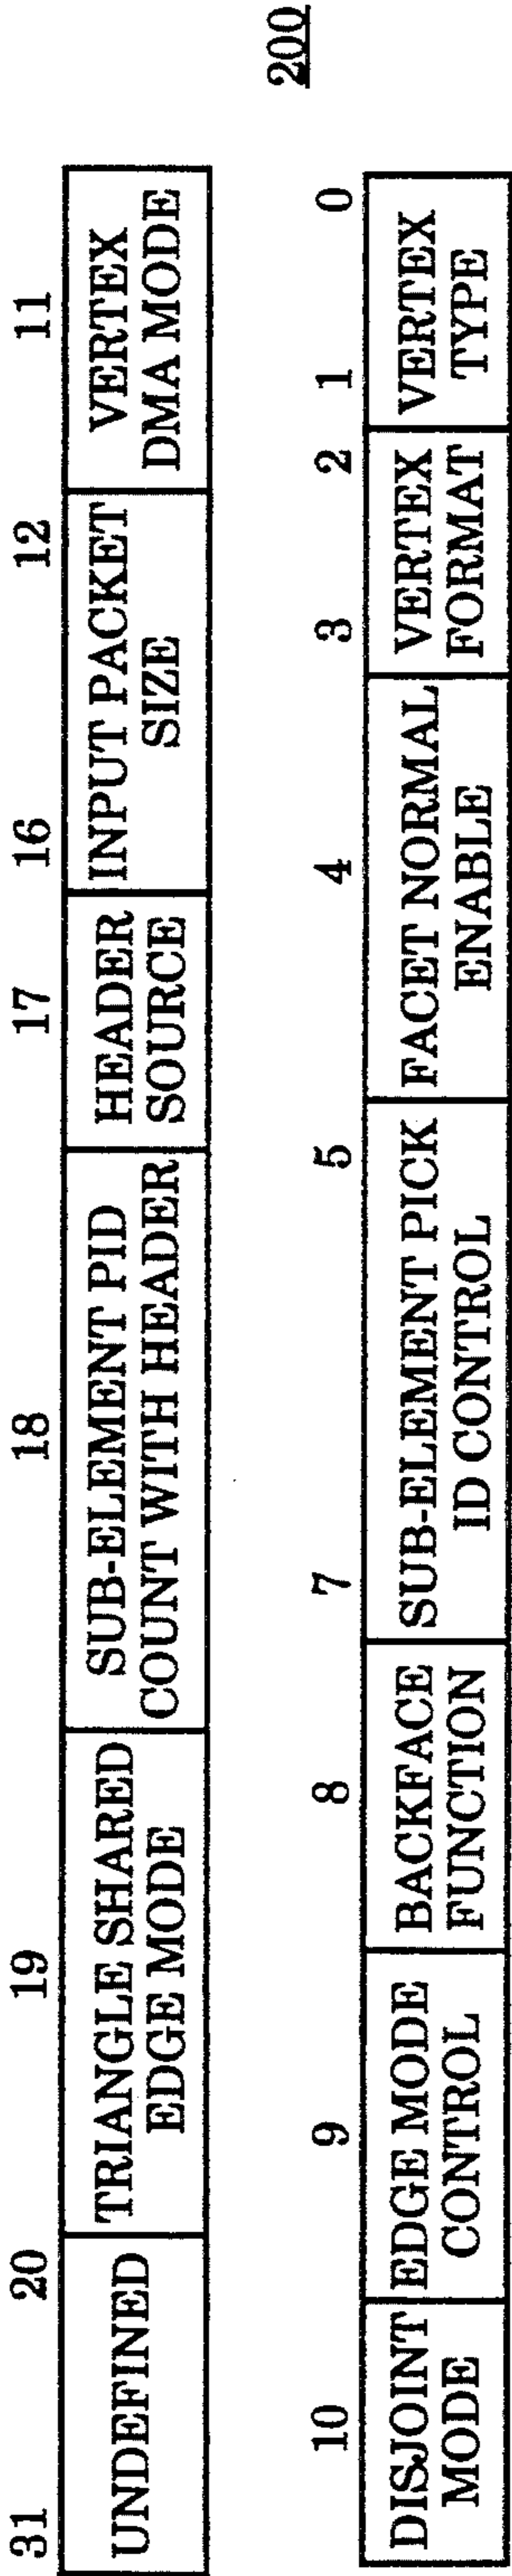 200
31 20 19 18 17 16 12 11
UNDEFINED
TRIANGLE SHARED
EDGE MODE
SUB-ELEMENT PID
COUNT WITH HEADER
HEADER
SOURCE
INPUT PACKET
SIZE
VERTEX
DMA MODE
10 9 8 7 5 4 3 2 1 0
DISJOINT
MODE
EDGE MODE
CONTROL
BACKFACE
FUNCTION
SUB-ELEMENT PICK
ID CONTROL
FACET NORMAL
ENABLE
VERTEX
FORMAT
VERTEX
TYPE